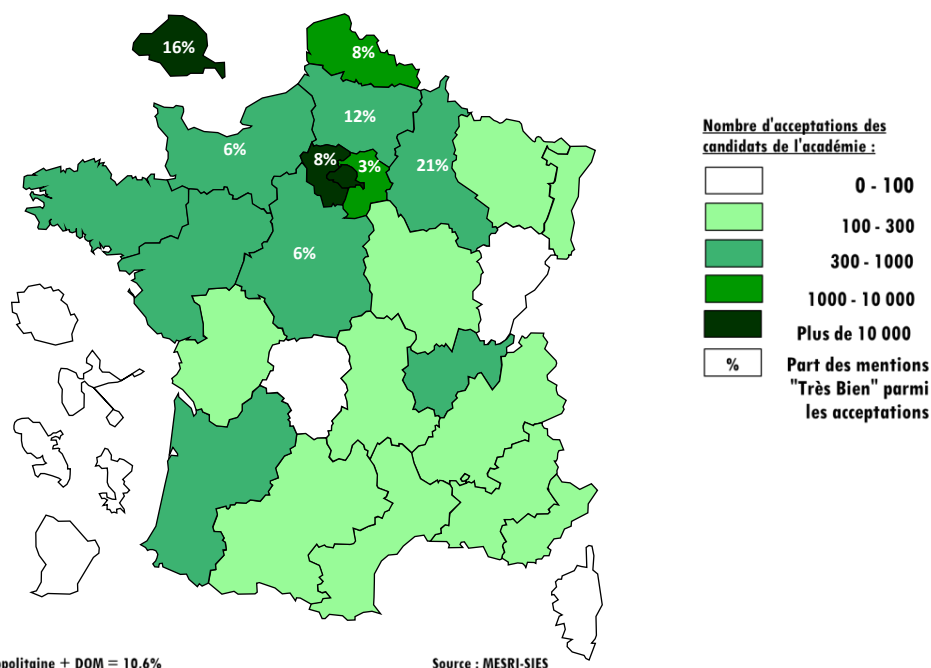 16%
8%
12%
6%
8%
3%
21%
6%
Nombre d'acceptations des
candidats de l'académie :
0 - 100
100 - 300
300 - 1000
1000 - 10 000
Plus de 10 000
%
Part des mentions
"Très Bien" parmi
les acceptations
opolitaine + DOM = 10,6%
Source : MESRI-SIES